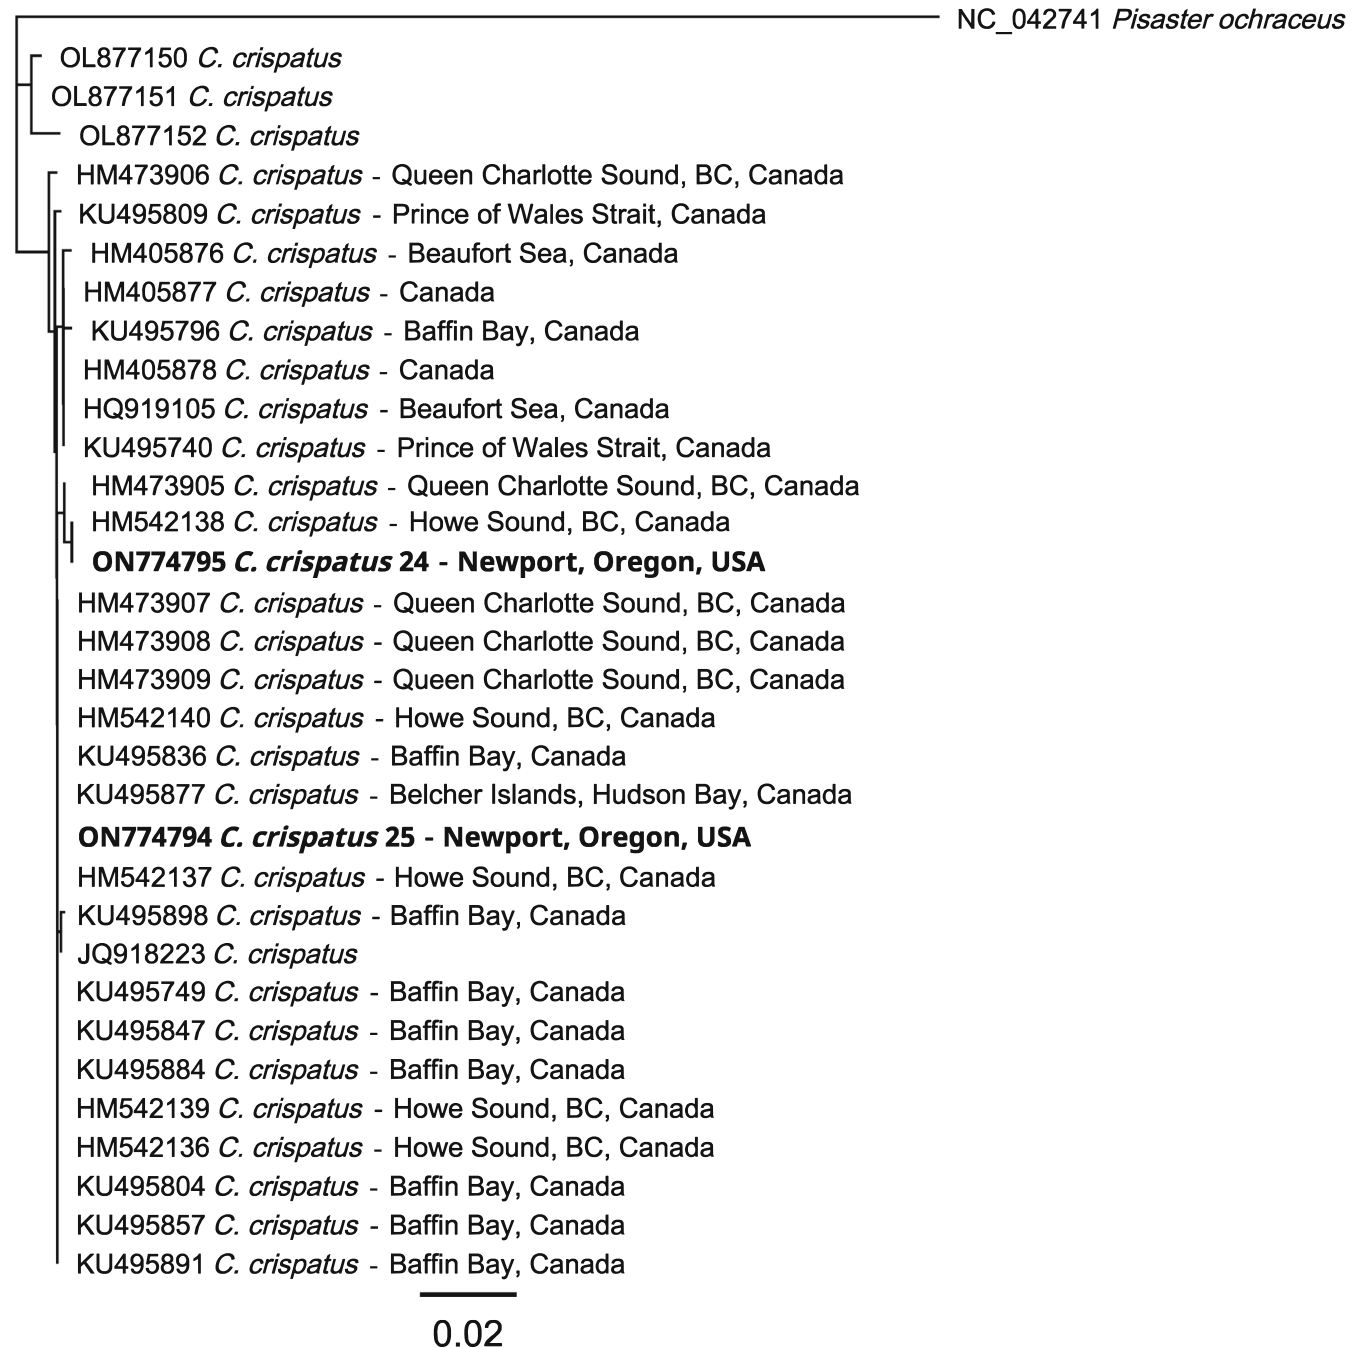 NC_042741 Pisaster ochraceus
OL877150 C. crispatus
OL877151 C. crispatus
OL877152 C. crispatus
HM473906 C. crispatus - Queen Charlotte Sound, BC, Canada
KU495809 C. crispatus - Prince of Wales Strait, Canada
HM405876 C. crispatus - Beaufort Sea, Canada
HM405877 C. crispatus - Canada
KU495796 C. crispatus - Baffin Bay, Canada
HM405878 C. crispatus - Canada
HQ919105 C. crispatus - Beaufort Sea, Canada
KU495740 C. crispatus - Prince of Wales Strait, Canada
HM473905 C. crispatus - Queen Charlotte Sound, BC, Canada
HM542138 C. crispatus - Howe Sound, BC, Canada
ON774795 C. crispatus 24 - Newport, Oregon, USA
HM473907 C. crispatus - Queen Charlotte Sound, BC, Canada
HM473908 C. crispatus - Queen Charlotte Sound, BC, Canada
HM473909 C. crispatus - Queen Charlotte Sound, BC, Canada
HM542140 C. crispatus - Howe Sound, BC, Canada
KU495836 C. crispatus - Baffin Bay, Canada
KU495877 C. crispatus - Belcher Islands, Hudson Bay, Canada
ON774794 C. crispatus 25 - Newport, Oregon, USA
HM542137 C. crispatus - Howe Sound, BC, Canada
KU495898 C. crispatus - Baffin Bay, Canada
JQ918223 C. crispatus
KU495749 C. crispatus - Baffin Bay, Canada
KU495847 C. crispatus - Baffin Bay, Canada
KU495884 C. crispatus - Baffin Bay, Canada
HM542139 C. crispatus - Howe Sound, BC, Canada
HM542136 C. crispatus - Howe Sound, BC, Canada
KU495804 C. crispatus - Baffin Bay, Canada
KU495857 C. crispatus - Baffin Bay, Canada
KU495891 C. crispatus - Baffin Bay, Canada
0.02